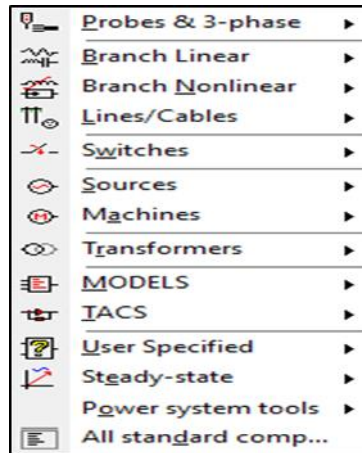 Probes & 3-phase
Branch Linear
Branch Nonlinear
Lines/Cables
Switches
Sources
Machines
Transformers
MODELS
TACS
User Specified
Steady-state
Power system tools
All standard comp...